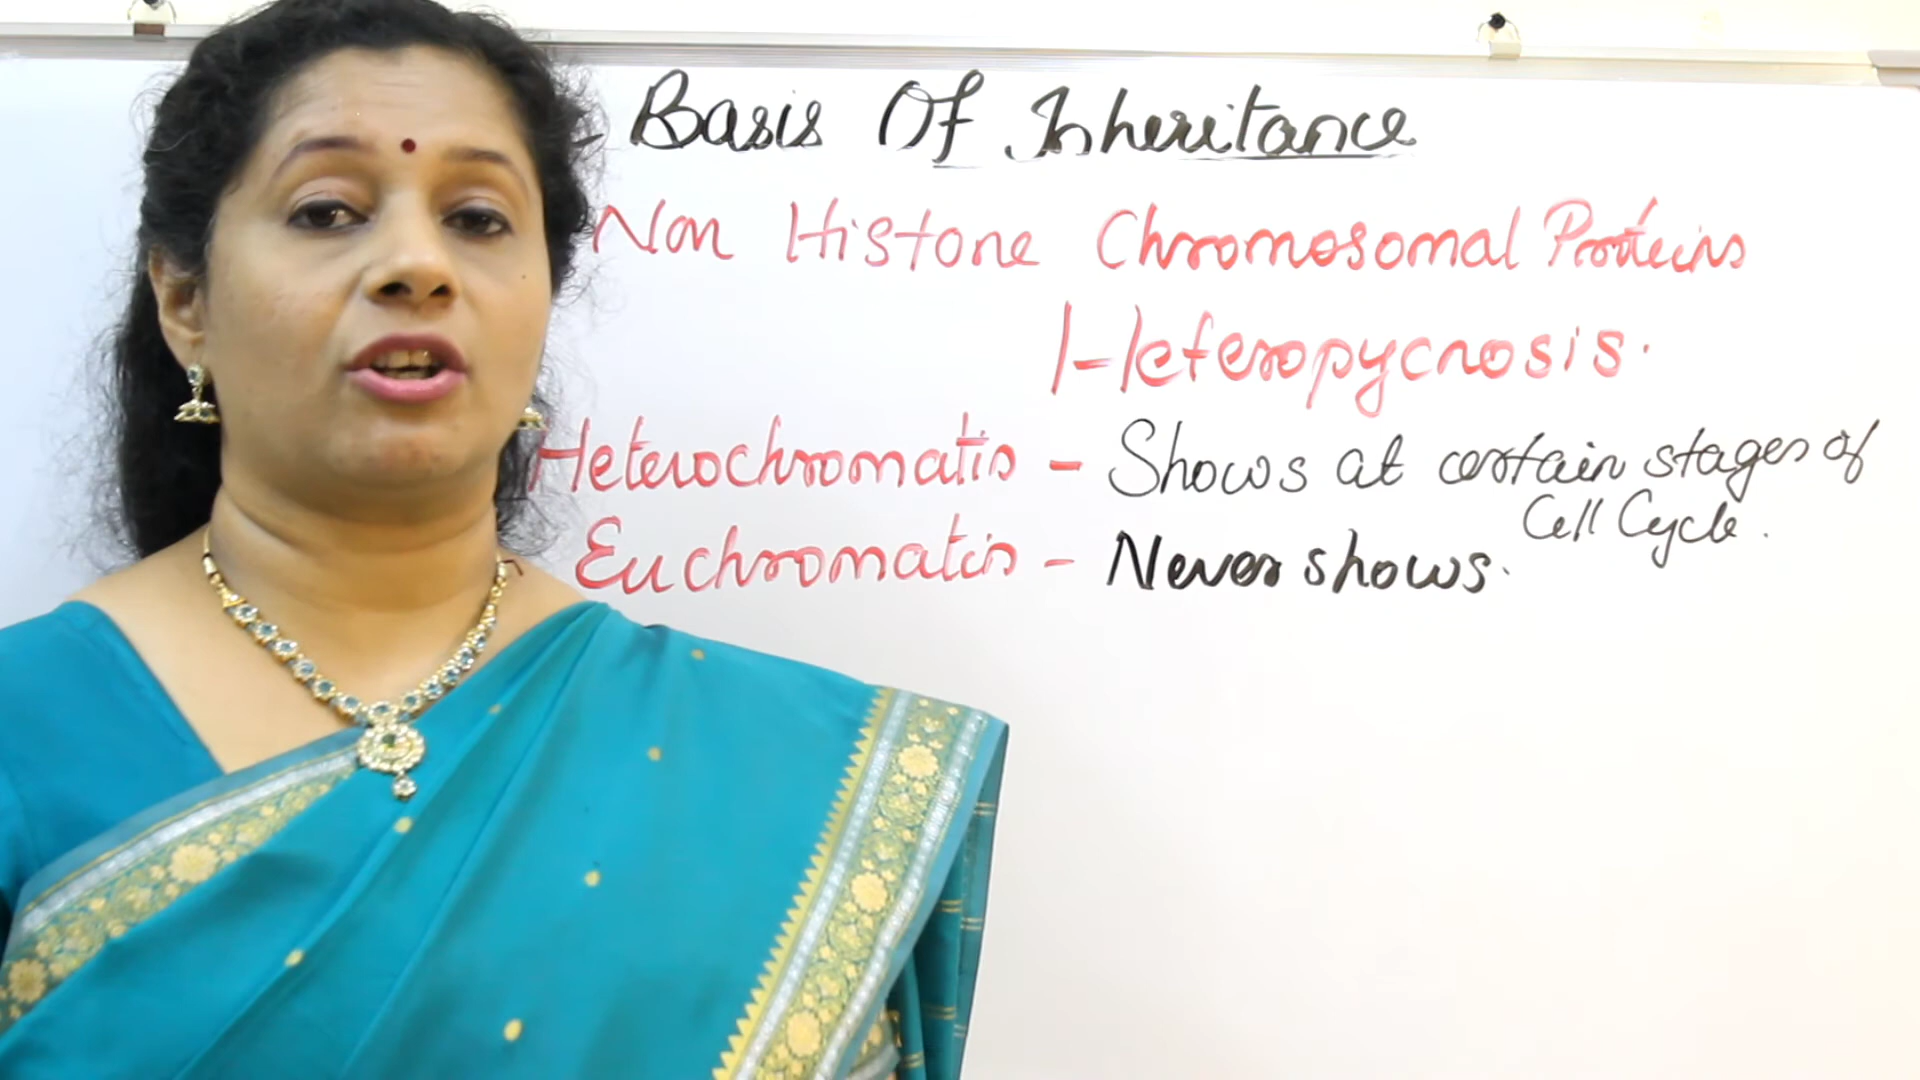 Basis Of Inheritance
Non Histone Chromosomal Proteins
Heteropycnosis.
Heterochromatin - Shows at certain stages of
Cell Cycle.
Euchromatin - Never shows.